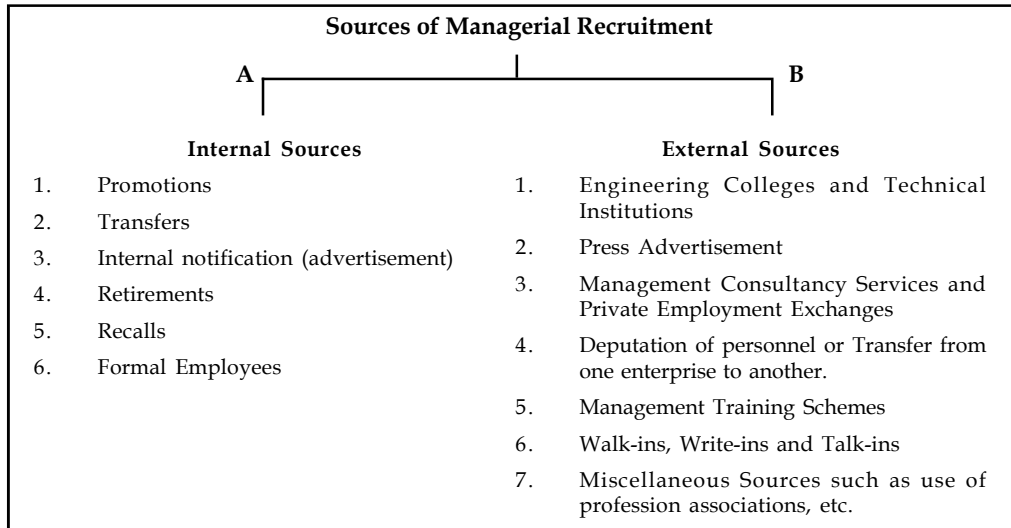 Sources of Managerial Recruitment
A
B
Internal Sources
1. Promotions
2. Transfers
3. Internal notification (advertisement)
4. Retirements
5. Recalls
6. Formal Employees
External Sources
1. Engineering Colleges and Technical
Institutions
2. Press Advertisement
3. Management Consultancy Services and
Private Employment Exchanges
4. Deputation of personnel or Transfer from
one enterprise to another.
5. Management Training Schemes
6. Walk-ins, Write-ins and Talk-ins
7. Miscellaneous Sources such as use of
profession associations, etc.